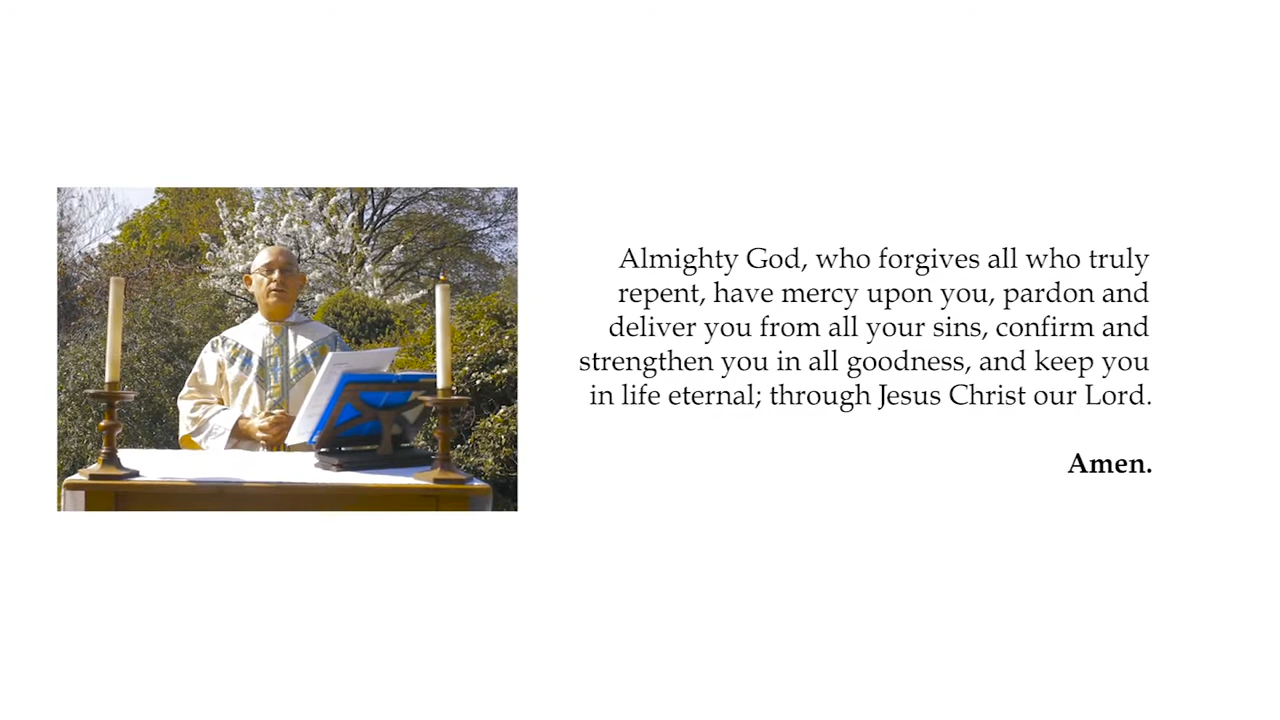 Almighty God, who forgives all who truly
repent, have mercy upon you, pardon and
deliver you from all your sins, confirm and
strengthen you in all goodness, and keep you
in life eternal; through Jesus Christ our Lord.
Amen.